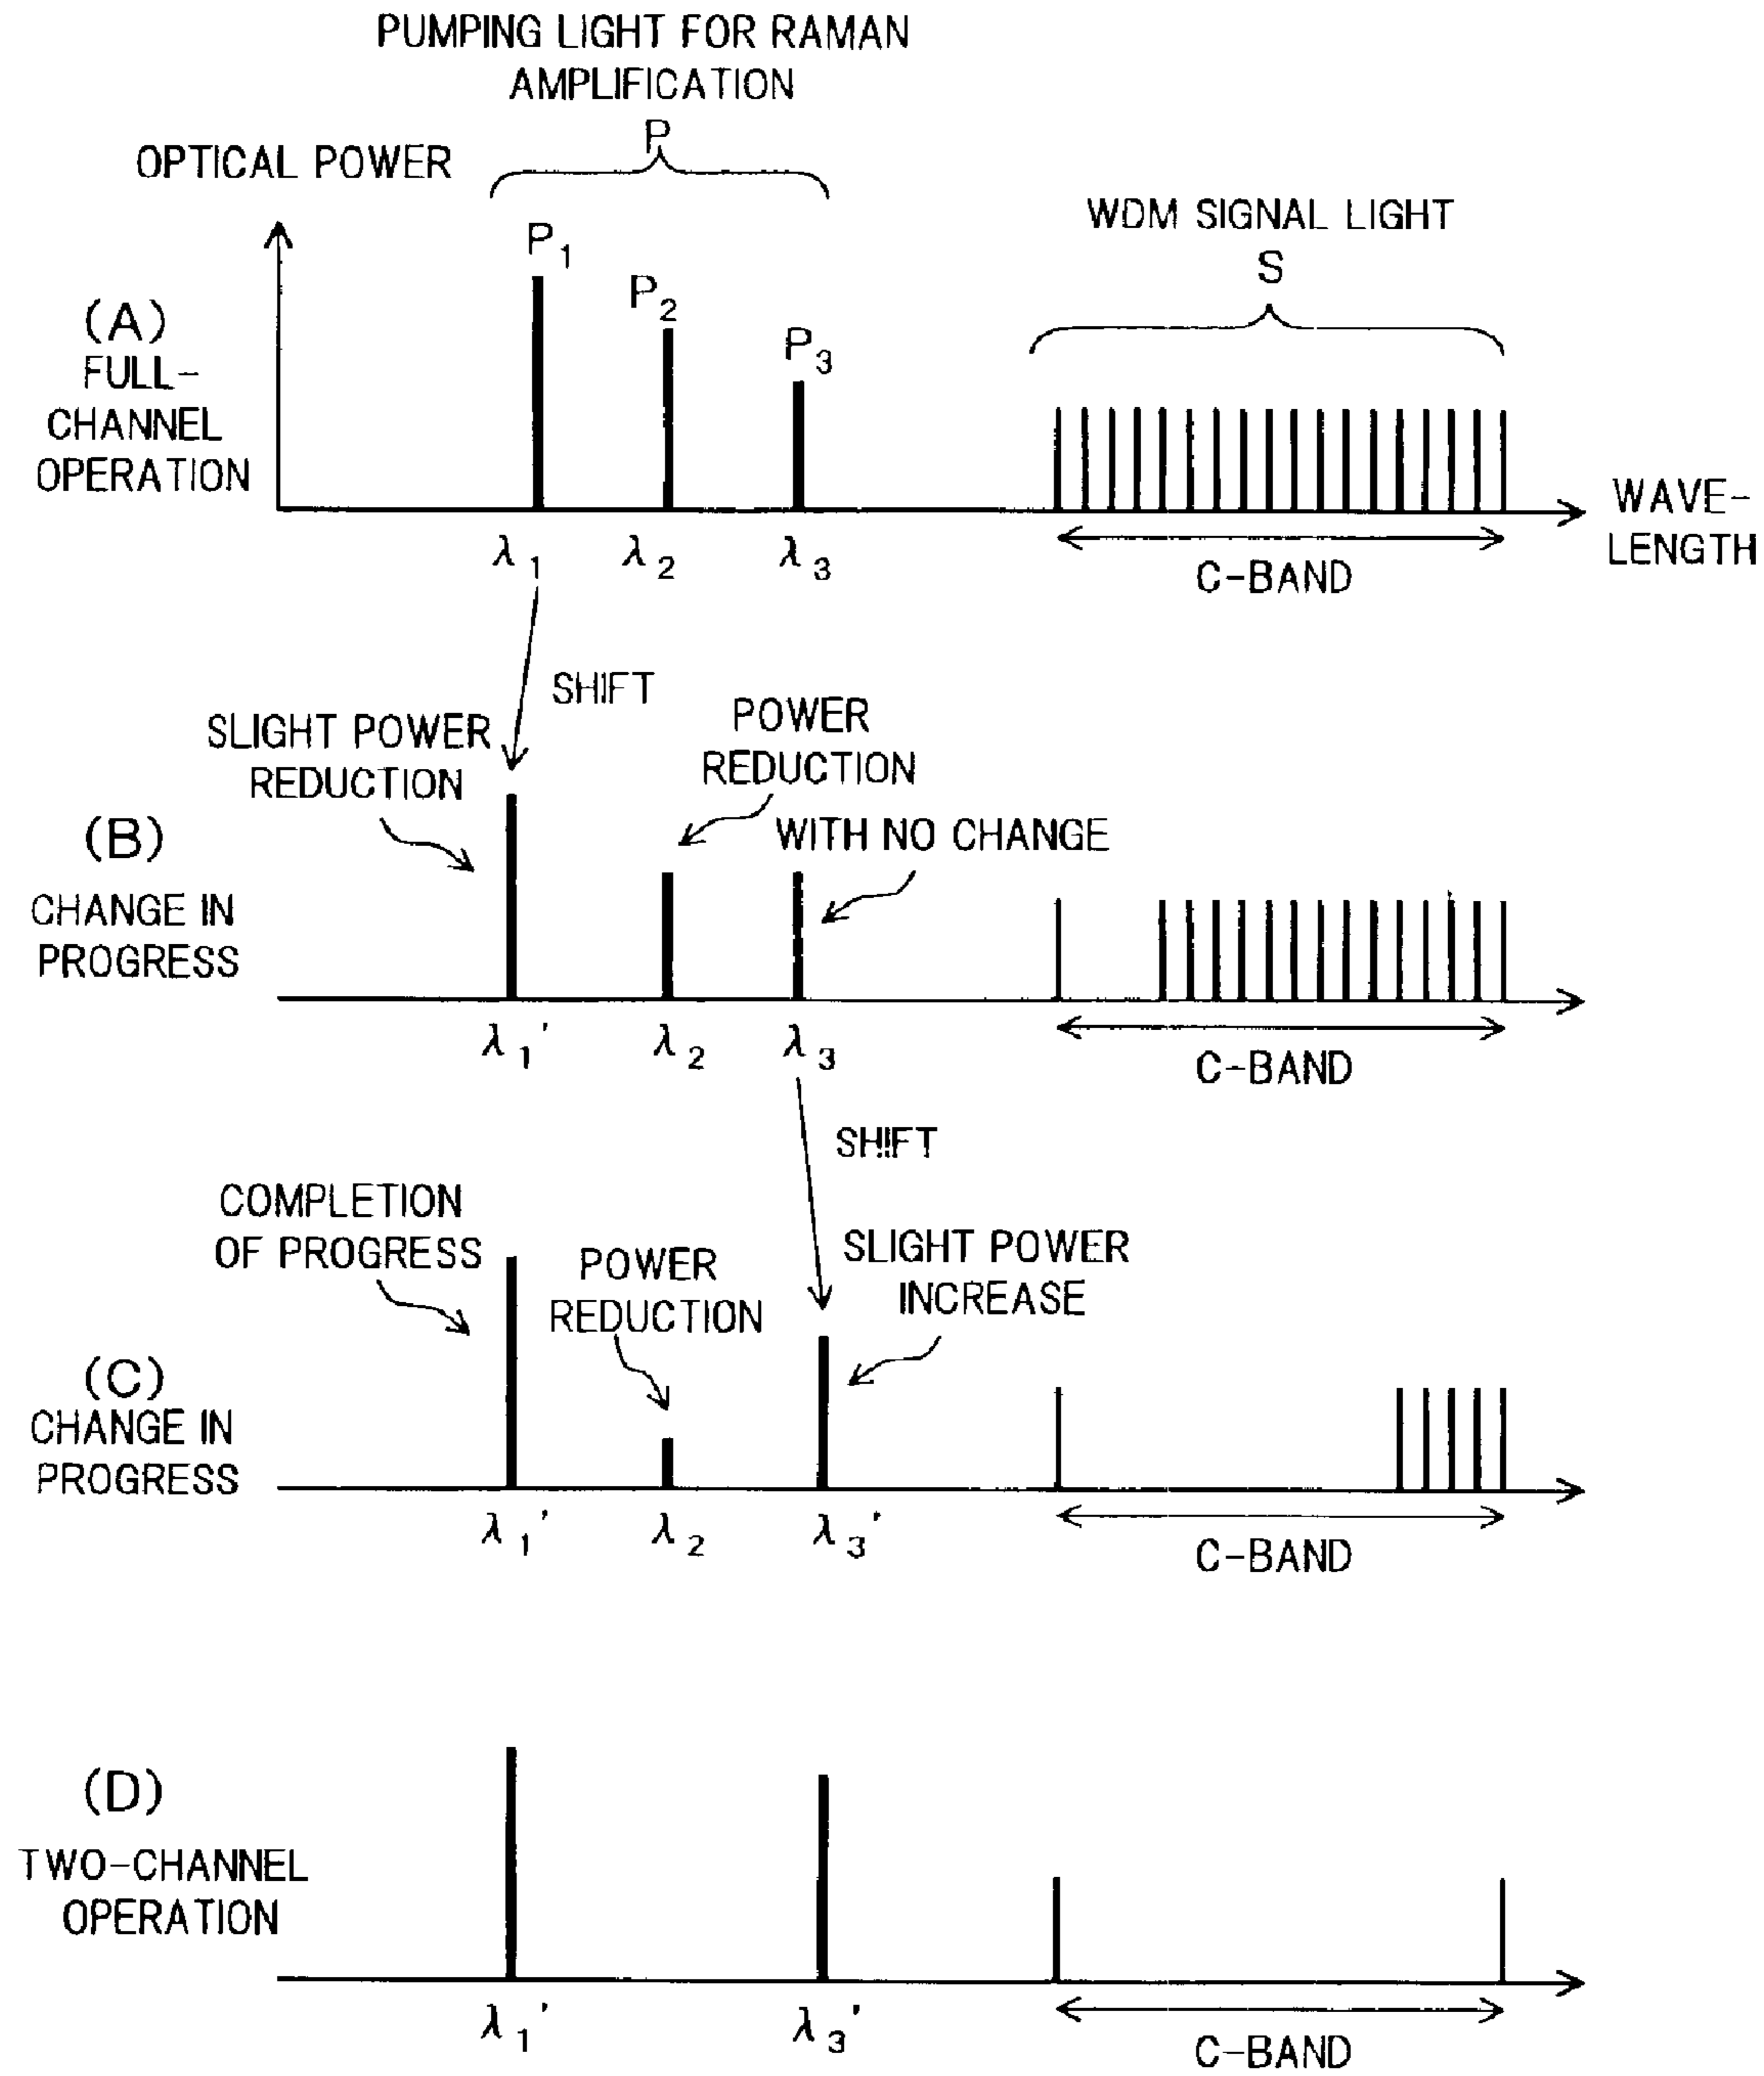 PUMPING LIGHT FOR RAMAN
AMPLIFICATION
P
OPTICAL POWER
WDM SIGNAL LIGHT
S
P1
P2
P3
(A)
FULL-
CHANNEL
OPERATION
WAVE-
LENGTH
λ1 λ2 λ3
C-BAND
SHIFT
SLIGHT POWER
REDUCTION
POWER
REDUCTION
WITH NO CHANGE
(B)
CHANGE IN
PROGRESS
λ1' λ2 λ3
C-BAND
SHIFT
COMPLETION
OF PROGRESS
POWER
REDUCTION
SLIGHT POWER
INCREASE
(C)
CHANGE IN
PROGRESS
λ1' λ2 λ3'
C-BAND
(D)
TWO-CHANNEL
OPERATION
λ1' λ3'
C-BAND